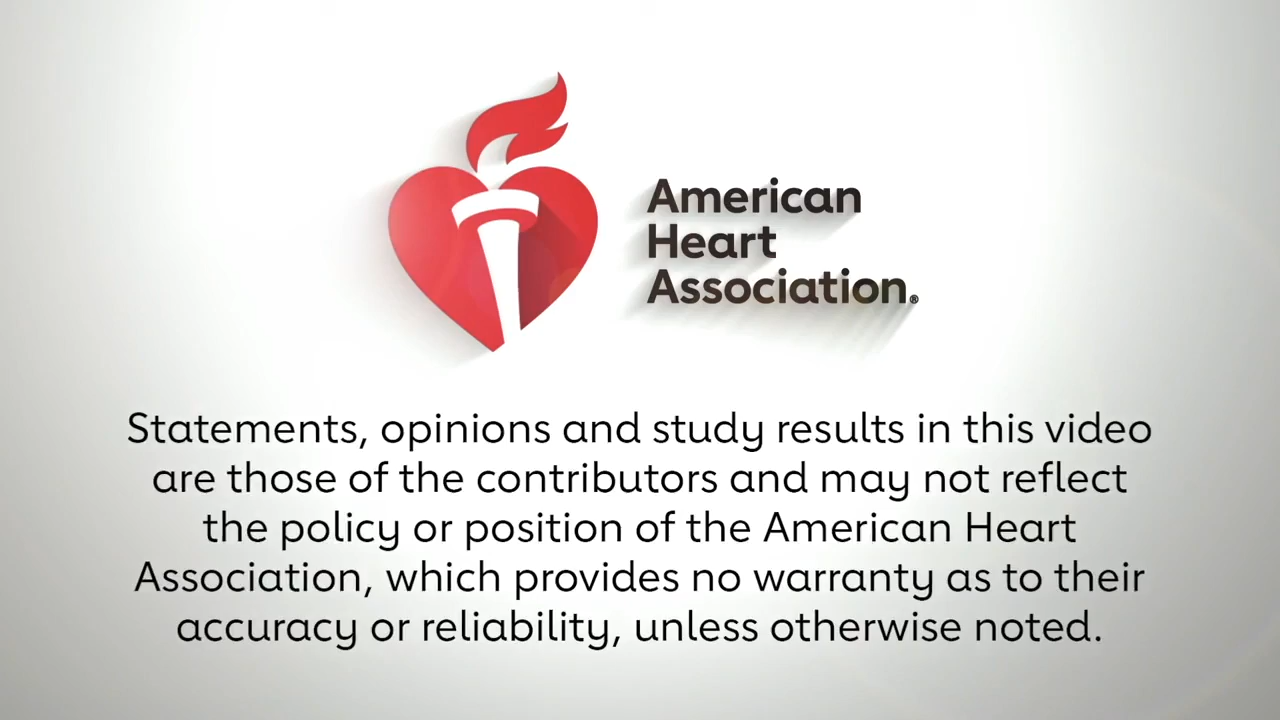 American
Heart
Association®
Statements, opinions and study results in this video
are those of the contributors and may not reflect
the policy or position of the American Heart
Association, which provides no warranty as to their
accuracy or reliability, unless otherwise noted.